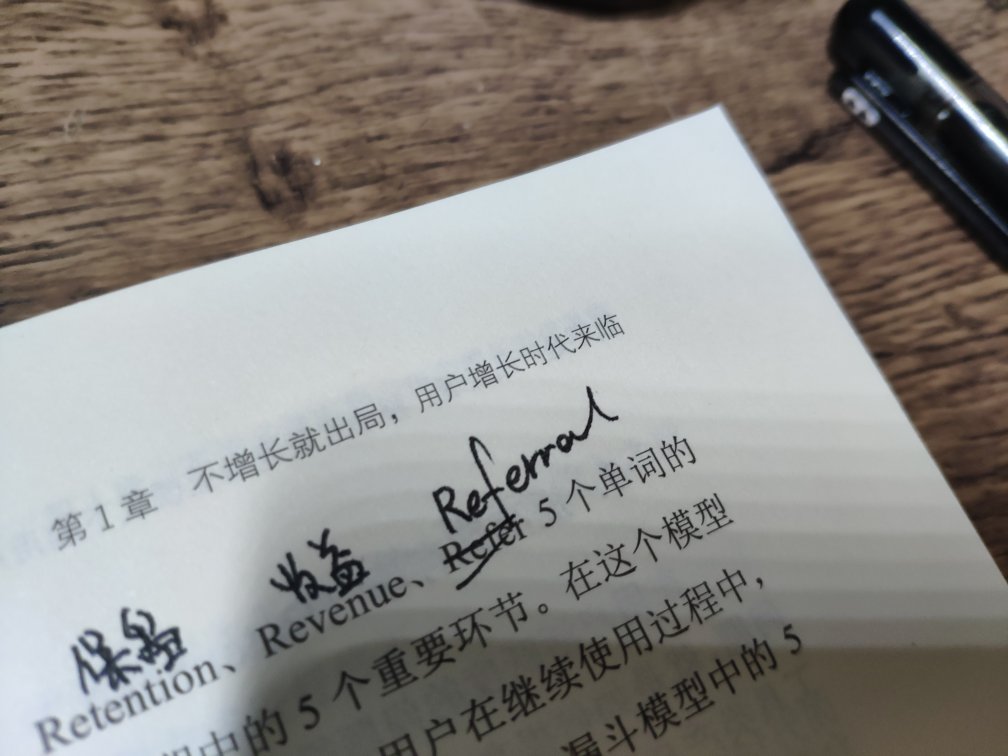 第 1 章 不增长就出局，用户增长时代来临
保留 收益 Referral
Retention、Revenue、Refer 5 个单词的
中的 5 个重要环节。在这个模型
用户在继续使用过程中，
漏斗模型中的 5